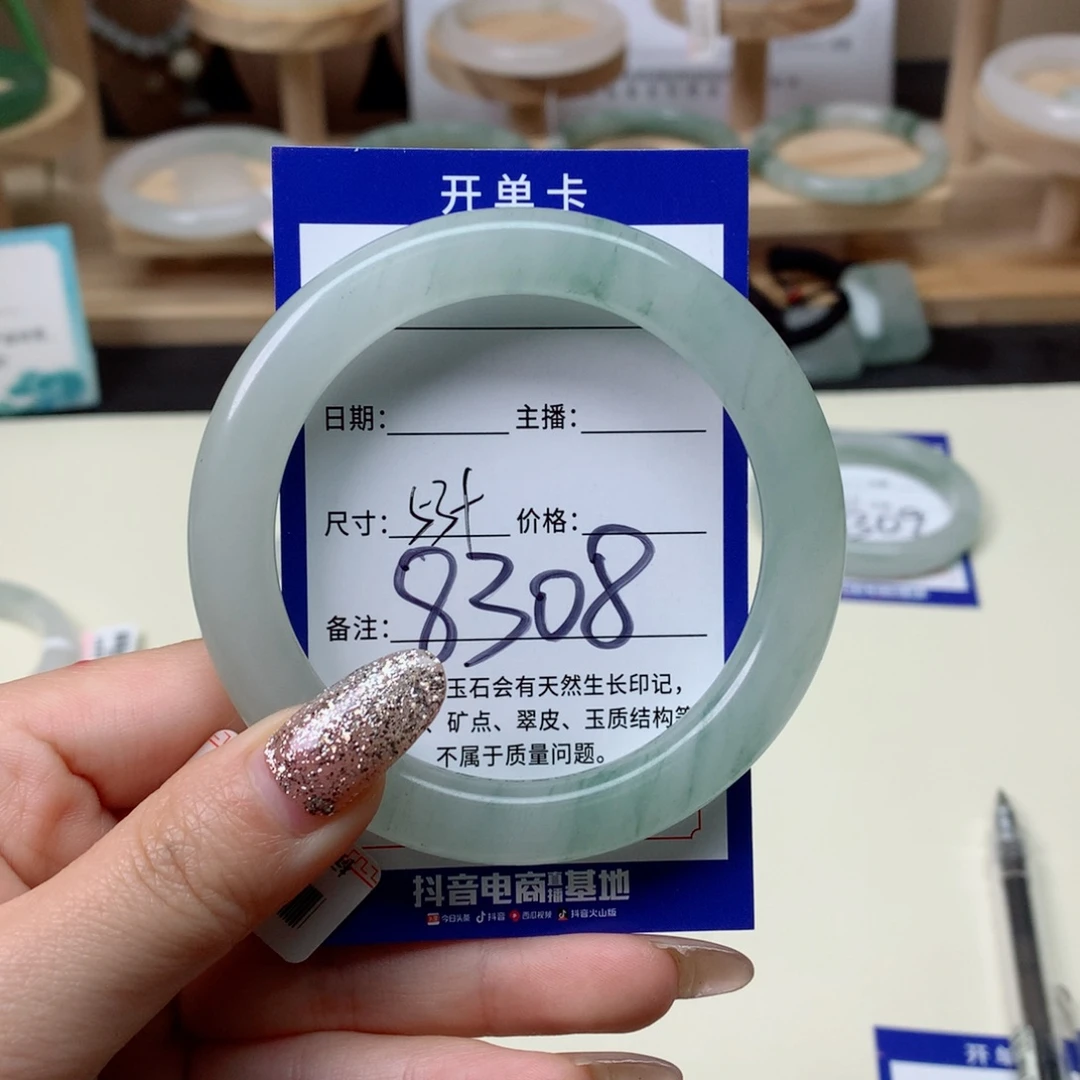 开单卡
日期： 主播：
尺寸：53+ 价格：
备注：8308
玉石会有天然生长印记，
、矿点、翠皮、玉质结构等
不属于质量问题。
抖音电商直播基地
今日头条 抖音 西瓜视频 抖音火山版
开单